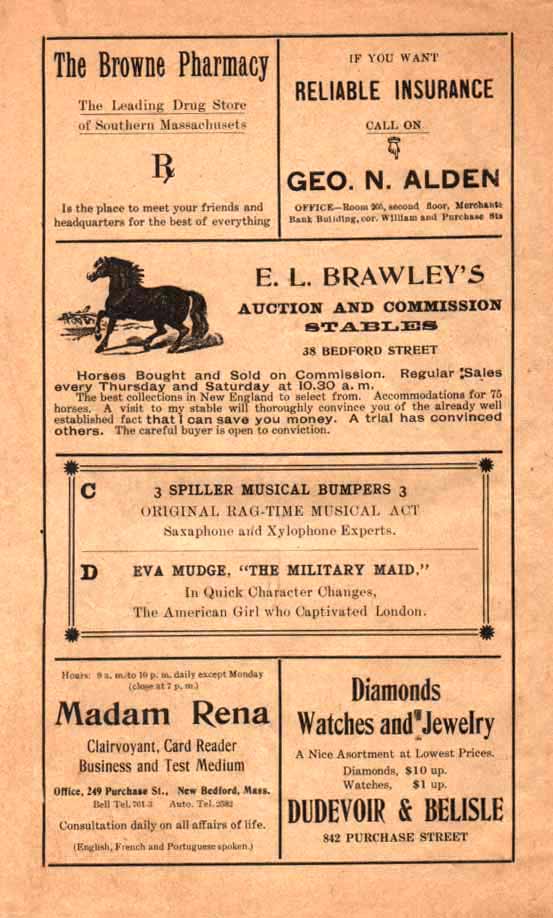 The Browne Pharmacy
The Leading Drug Store
of Southern Massachusets
℞
Is the place to meet your friends and
headquarters for the best of everything
IF YOU WANT
RELIABLE INSURANCE
CALL ON
GEO. N. ALDEN
OFFICE—Room 205, second floor, Merchants
Bank Building, cor. William and Purchase Sts
E. L. BRAWLEY'S
AUCTION AND COMMISSION
STABLES
38 BEDFORD STREET
Horses Bought and Sold on Commission. Regular Sales
every Thursday and Saturday at 10.30 a. m.
The best collections in New England to select from. Accommodations for 75
horses. A visit to my stable will thoroughly convince you of the already well
established fact that I can save you money. A trial has convinced
others. The careful buyer is open to conviction.
C 3 SPILLER MUSICAL BUMPERS 3
ORIGINAL RAG-TIME MUSICAL ACT
Saxaphone and Xylophone Experts.
D EVA MUDGE, "THE MILITARY MAID,"
In Quick Character Changes,
The American Girl who Captivated London.
Hours: 9 a. m. to 10 p. m. daily except Monday
(close at 7 p. m.)
Madam Rena
Clairvoyant, Card Reader
Business and Test Medium
Office, 249 Purchase St., New Bedford, Mass.
Bell Tel. 761-3 Auto. Tel. 2582
Consultation daily on all affairs of life.
(English, French and Portuguese spoken.)
Diamonds
Watches and Jewelry
A Nice Asortment at Lowest Prices.
Diamonds, $10 up.
Watches, $1 up.
DUDEVOIR & BELISLE
842 PURCHASE STREET